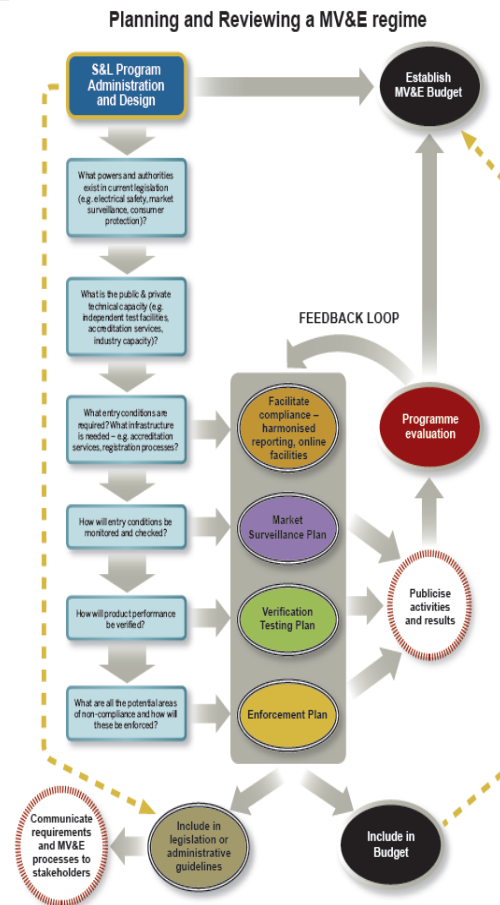 Planning and Reviewing a MV&E regime
S&L Program
Administration
and Design
Establish
MV&E Budget
What powers and authorities
exist in current legislation
(e.g. electrical safety, market
surveillance, consumer
protection)?
What is the public & private
technical capacity (e.g.
independent test facilities,
accreditation services,
industry capacity)?
FEEDBACK LOOP
What entry conditions are
required? What infrastructure
is needed – e.g. accreditation
services, registration processes?
Facilitate
compliance –
harmonised
reporting, online
facilities
Programme
evaluation
How will entry conditions be
monitored and checked?
Market
Surveillance Plan
How will product performance
be verified?
Verification
Testing Plan
Publicise
activities
and results
What are all the potential areas
of non-compliance and how will
these be enforced?
Enforcement Plan
Communicate
requirements
and MV&E
processes to
stakeholders
Include in
legislation or
administrative
guidelines
Include in
Budget